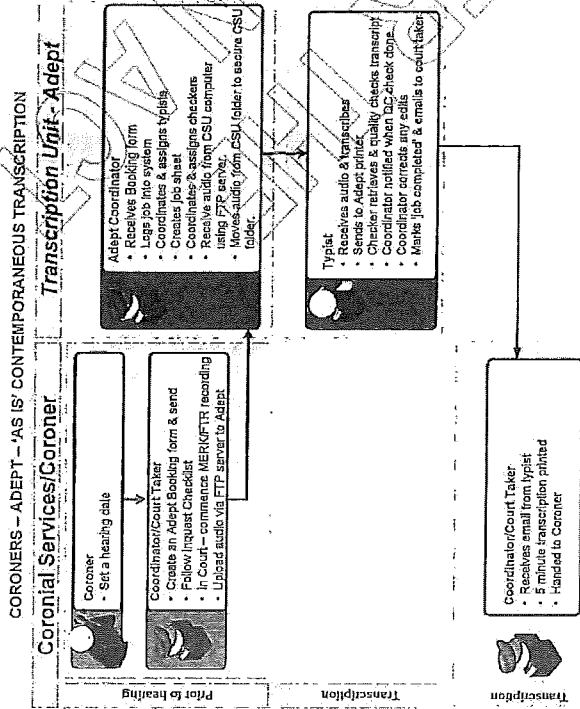 CORONERS – ADEPT – 'AS IS' CONTEMPORANEOUS TRANSCRIPTION
Coronial Services/Coroner
Transcription Unit - Adept
Prior to hearing
Coroner
• Set a hearing date
Coordinator/Court Taker
• Create an Adept Booking form & send
• Follow Inquest Checklist
• In Court – commence MERK/FTR recording
• Upload audio via FTP server to Adept
Adept Coordinator
• Receives Booking form
• Logs job into system
• Coordinates & assigns typists
• Creates job sheet
• Coordinates & assigns checkers
• Receive audio from CSU computer
using FTP server.
• Moves audio from CSU folder to secure CSU
folder.
Transcription
Typist
• Receives audio & transcribes
• Sends to Adept printer
• Checker retrieves & quality checks transcript
• Coordinator notified when QC check done
• Coordinator corrects any edits
• Marks 'job completed' & emails to court taker
Transcription
Coordinator/Court Taker
• Receives email from typist
• 5 minute transcription printed
• Handed to Coroner